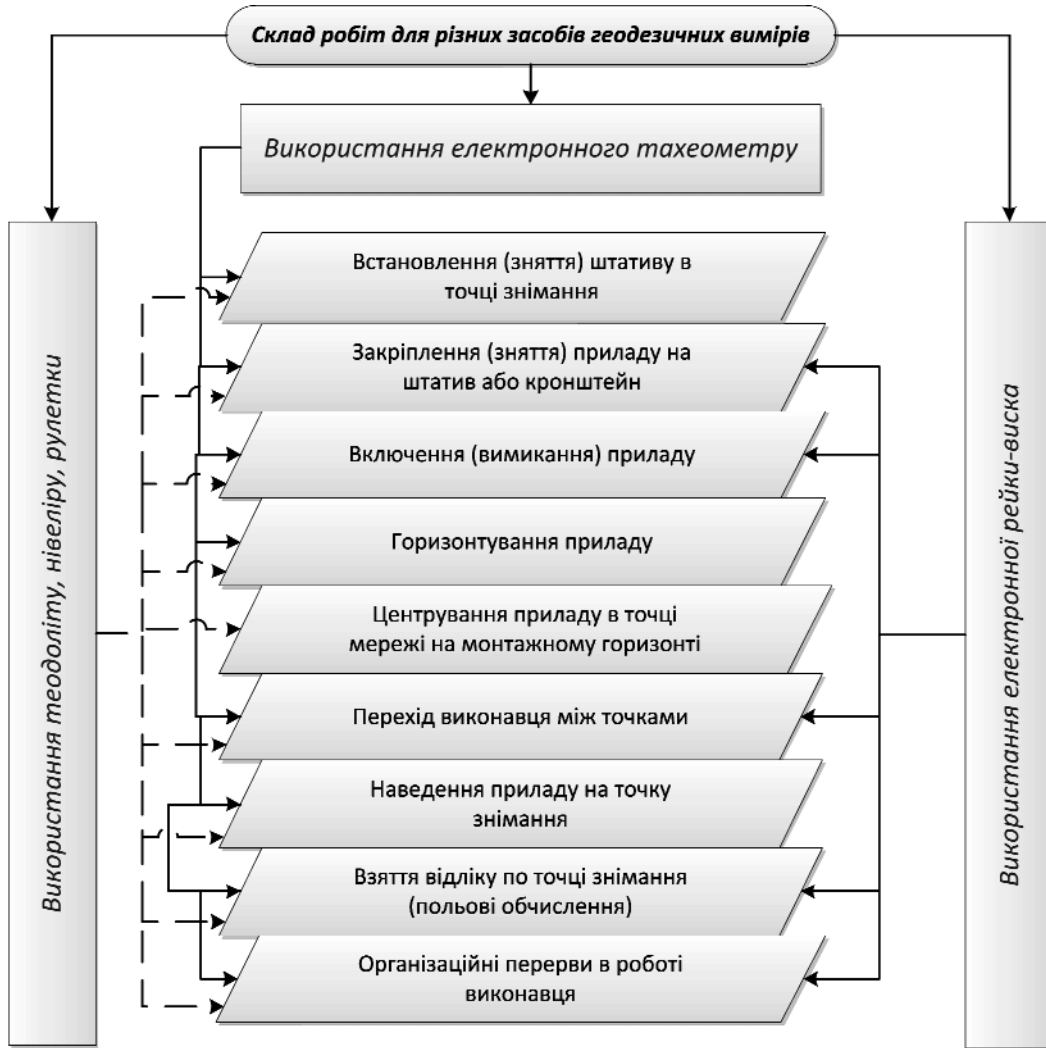 Склад робіт для різних засобів геодезичних вимірів
Використання електронного тахеометру
Використання теодоліту, нівеліру, рулетки
Встановлення (зняття) штативу в
точці знімання
Закріплення (зняття) приладу на
штатив або кронштейн
Включення (вимикання) приладу
Горизонтування приладу
Центрування приладу в точці
мережі на монтажному горизонті
Перехід виконавця між точками
Наведення приладу на точку
знімання
Взяття відліку по точці знімання
(польові обчислення)
Організаційні перерви в роботі
виконавця
Використання електронної рейки-виска